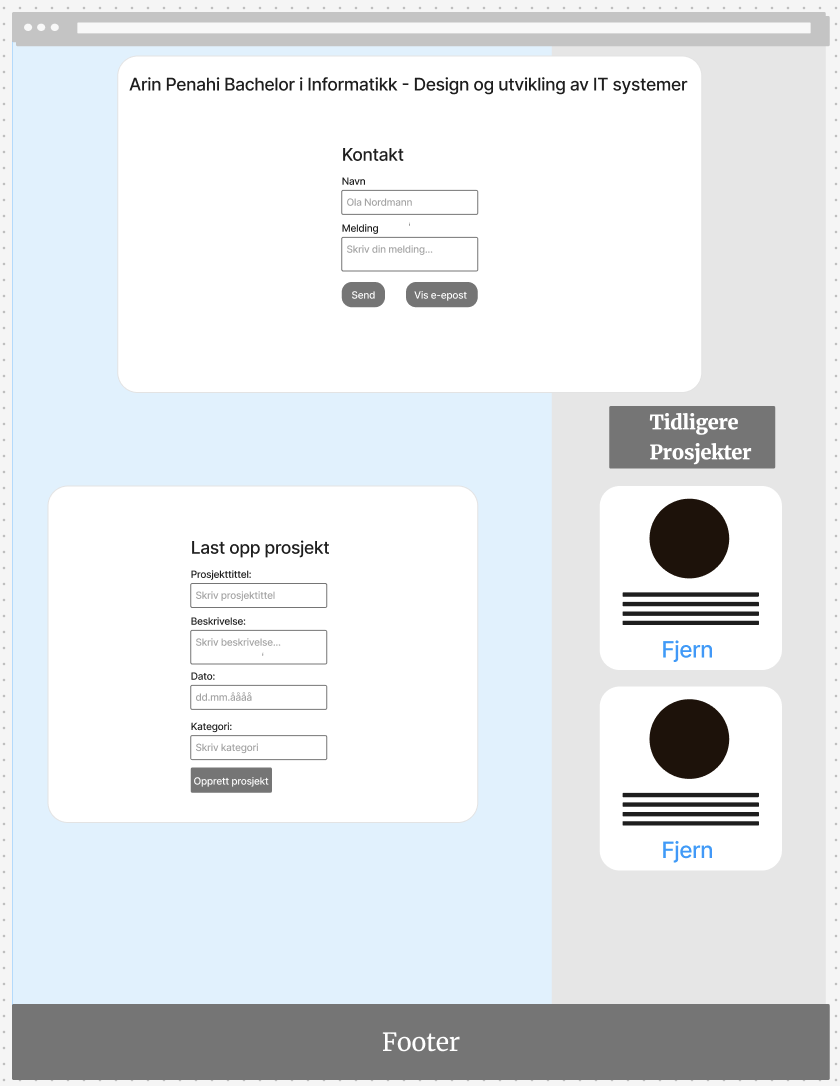 Arin Penahi Bachelor i Informatikk - Design og utvikling av IT systemer
Kontakt
Navn
Ola Nordmann
Melding
Skriv din melding...
Send
Vis e-epost
Tidligere
Prosjekter
Last opp prosjekt
Prosjekttittel:
Skriv prosjektittel
Beskrivelse:
Skriv beskrivelse...
Dato:
dd.mm.åååå
Kategori:
Skriv kategori
Opprett prosjekt
Fjern
Fjern
Footer